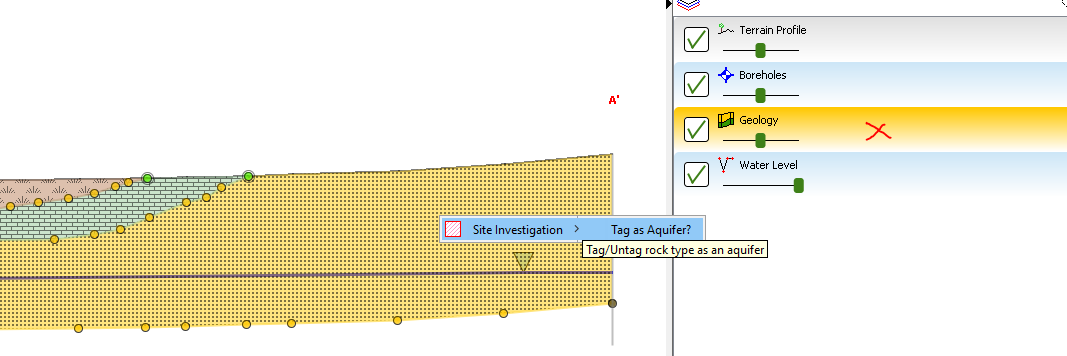 Terrain Profile
Boreholes
A'
Geology
Water Level
Site Investigation > Tag as Aquifer?
Tag/Untag rock type as an aquifer